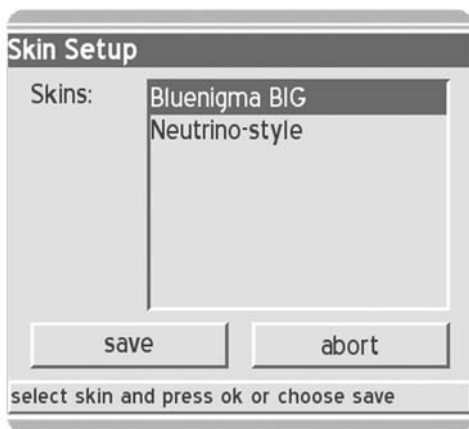 Skin Setup
Skins:
Bluenigma BIG
Neutrino-style
save
abort
select skin and press ok or choose save